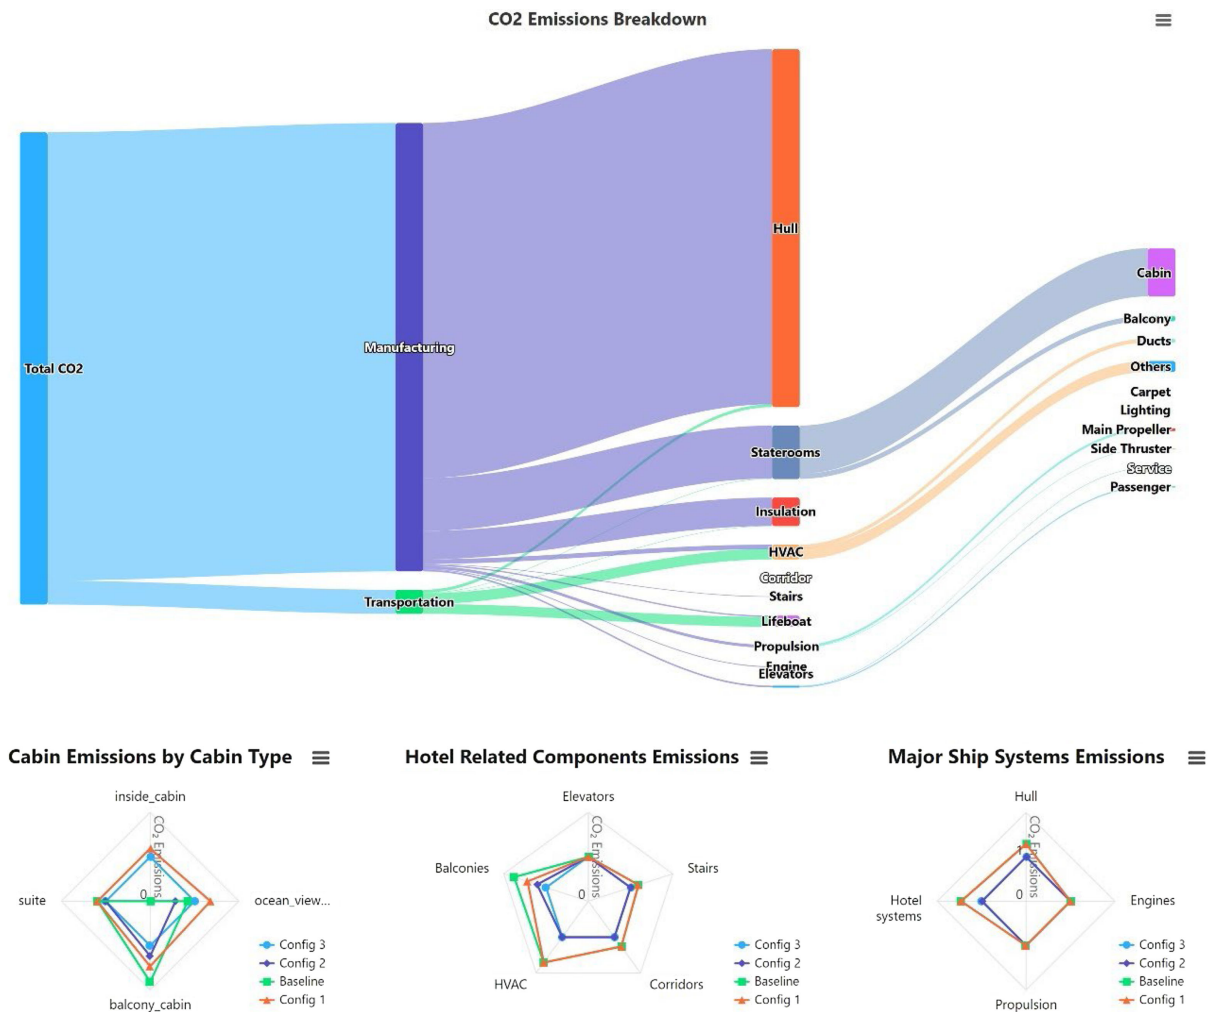 CO2 Emissions Breakdown
Total CO2
Manufacturing
Transportation
Hull
Staterooms
Insulation
HVAC
Corridor
Stairs
Lifeboat
Propulsion
Engine
Elevators
Cabin
Balcony
Ducts
Others
Carpet
Lighting
Main Propeller
Side Thruster
Service
Passenger
Cabin Emissions by Cabin Type
inside_cabin
CO₂ Emissions
0
suite
ocean_view...
balcony_cabin
Config 3
Config 2
Baseline
Config 1
Hotel Related Components Emissions
Elevators
CO₂ Emissions
Balconies
Stairs
0
HVAC
Corridors
Config 3
Config 2
Baseline
Config 1
Major Ship Systems Emissions
Hull
CO₂ Emissions
1
0
Hotel
systems
Engines
Propulsion
Config 3
Config 2
Baseline
Config 1